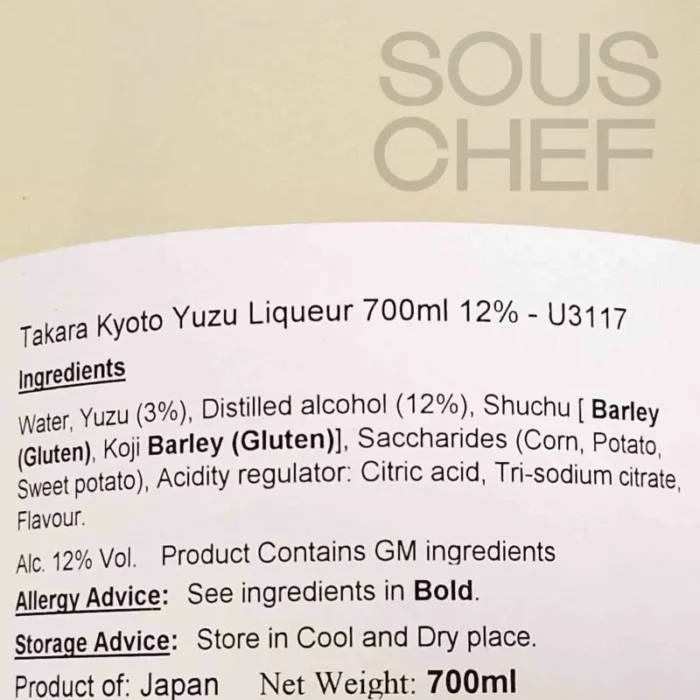 SOUS
CHEF
Takara Kyoto Yuzu Liqueur 700ml 12% - U3117
Ingredients
Water, Yuzu (3%), Distilled alcohol (12%), Shuchu [ Barley
(Gluten), Koji Barley (Gluten)], Saccharides (Corn, Potato,
Sweet potato), Acidity regulator: Citric acid, Tri-sodium citrate,
Flavour.
Alc. 12% Vol. Product Contains GM ingredients
Allergy Advice: See ingredients in Bold.
Storage Advice: Store in Cool and Dry place.
Product of: Japan Net Weight: 700ml